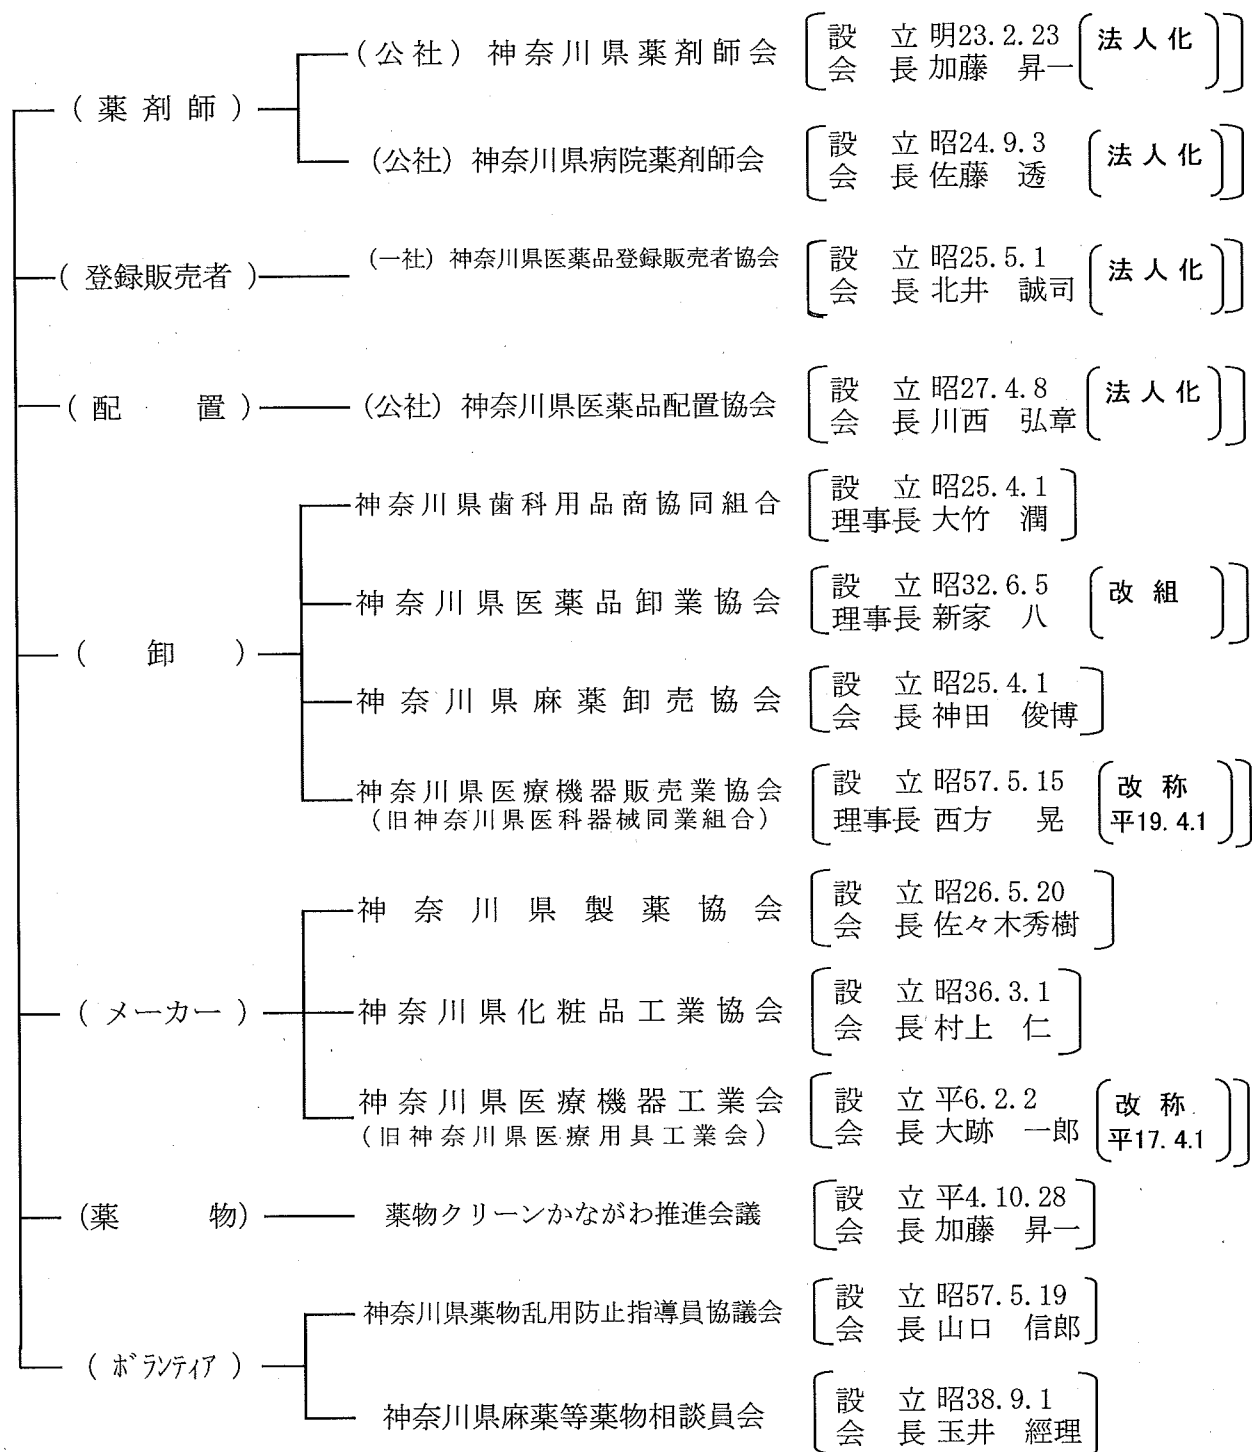 (薬剤師)
(公社) 神奈川県薬剤師会
設 立 明23.2.23
会 長 加藤 昇一
法人化
(公社) 神奈川県病院薬剤師会
設 立 昭24.9.3
会 長 佐藤 透
法人化
(登録販売者)
(一社) 神奈川県医薬品登録販売者協会
設 立 昭25.5.1
会 長 北井 誠司
法人化
(配 置)
(公社) 神奈川県医薬品配置協会
設 立 昭27.4.8
会 長 川西 弘章
法人化
(卸)
神奈川県歯科用品商協同組合
設 立 昭25.4.1
理事長 大竹 潤
神奈川県医薬品卸業協会
設 立 昭32.6.5
理事長 新家 八
改組
神奈川県麻薬卸売協会
設 立 昭25.4.1
会 長 神田 俊博
神奈川県医療機器販売業協会
(旧神奈川県医科器械同業組合)
設 立 昭57.5.15
理事長 西方 晃
改称
平19.4.1
(メーカー)
神奈川県製薬協会
設 立 昭26.5.20
会 長 佐々木秀樹
神奈川県化粧品工業協会
設 立 昭36.3.1
会 長 村上 仁
神奈川県医療機器工業会
(旧神奈川県医療用具工業会)
設 立 平6.2.2
会 長 大跡 一郎
改称
平17.4.1
(薬 物)
薬物クリーンかながわ推進会議
設 立 平4.10.28
会 長 加藤 昇一
(ボランティア)
神奈川県薬物乱用防止指導員協議会
設 立 昭57.5.19
会 長 山口 信郎
神奈川県麻薬等薬物相談員会
設 立 昭38.9.1
会 長 玉井 經理